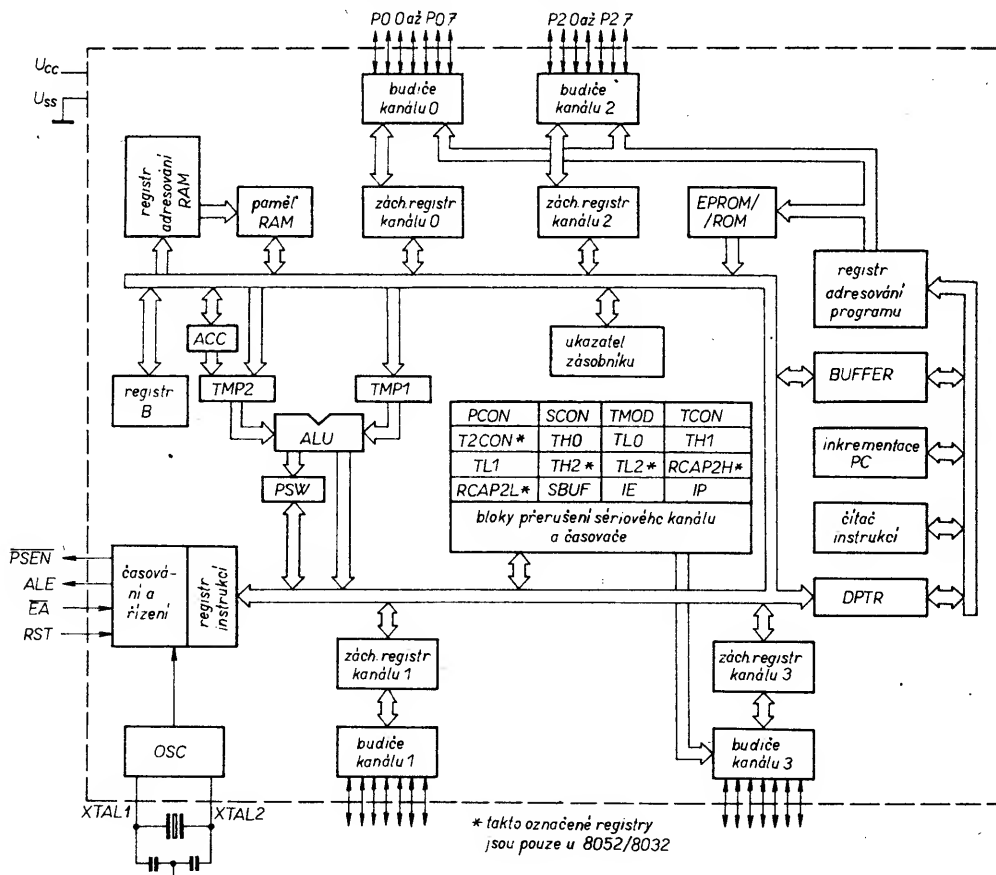 P0 0 až P0 7
P2 0 až P2 7
Ucc
Uss
budiče
kanálu 0
budiče
kanálu 2
registr
adresování
RAM
paměť
RAM
zách. registr
kanálu 0
zách. registr
kanálu 2
EPROM/
/ROM
registr
adresování
programu
ACC
ukazatel
zásobníku
registr
B
TMP2
TMP1
BUFFER
ALU
PCON SCON TMOD TCON
T2CON* TH0 TL0 TH1
TL1 TH2* TL2* RCAP2H*
RCAP2L* SBUF IE IP
bloky přerušení sériového kanálu
a časovače
inkrementace
PC
PSW
čítač
instrukcí
PSEN
ALE
EA
RST
časová-
ní a
řízení
registr
instrukcí
DPTR
zách. registr
kanálu 1
zách. registr
kanálu 3
OSC
budiče
kanálu 1
budiče
kanálu 3
XTAL1
XTAL2
* takto označené registry
jsou pouze u 8052/8032